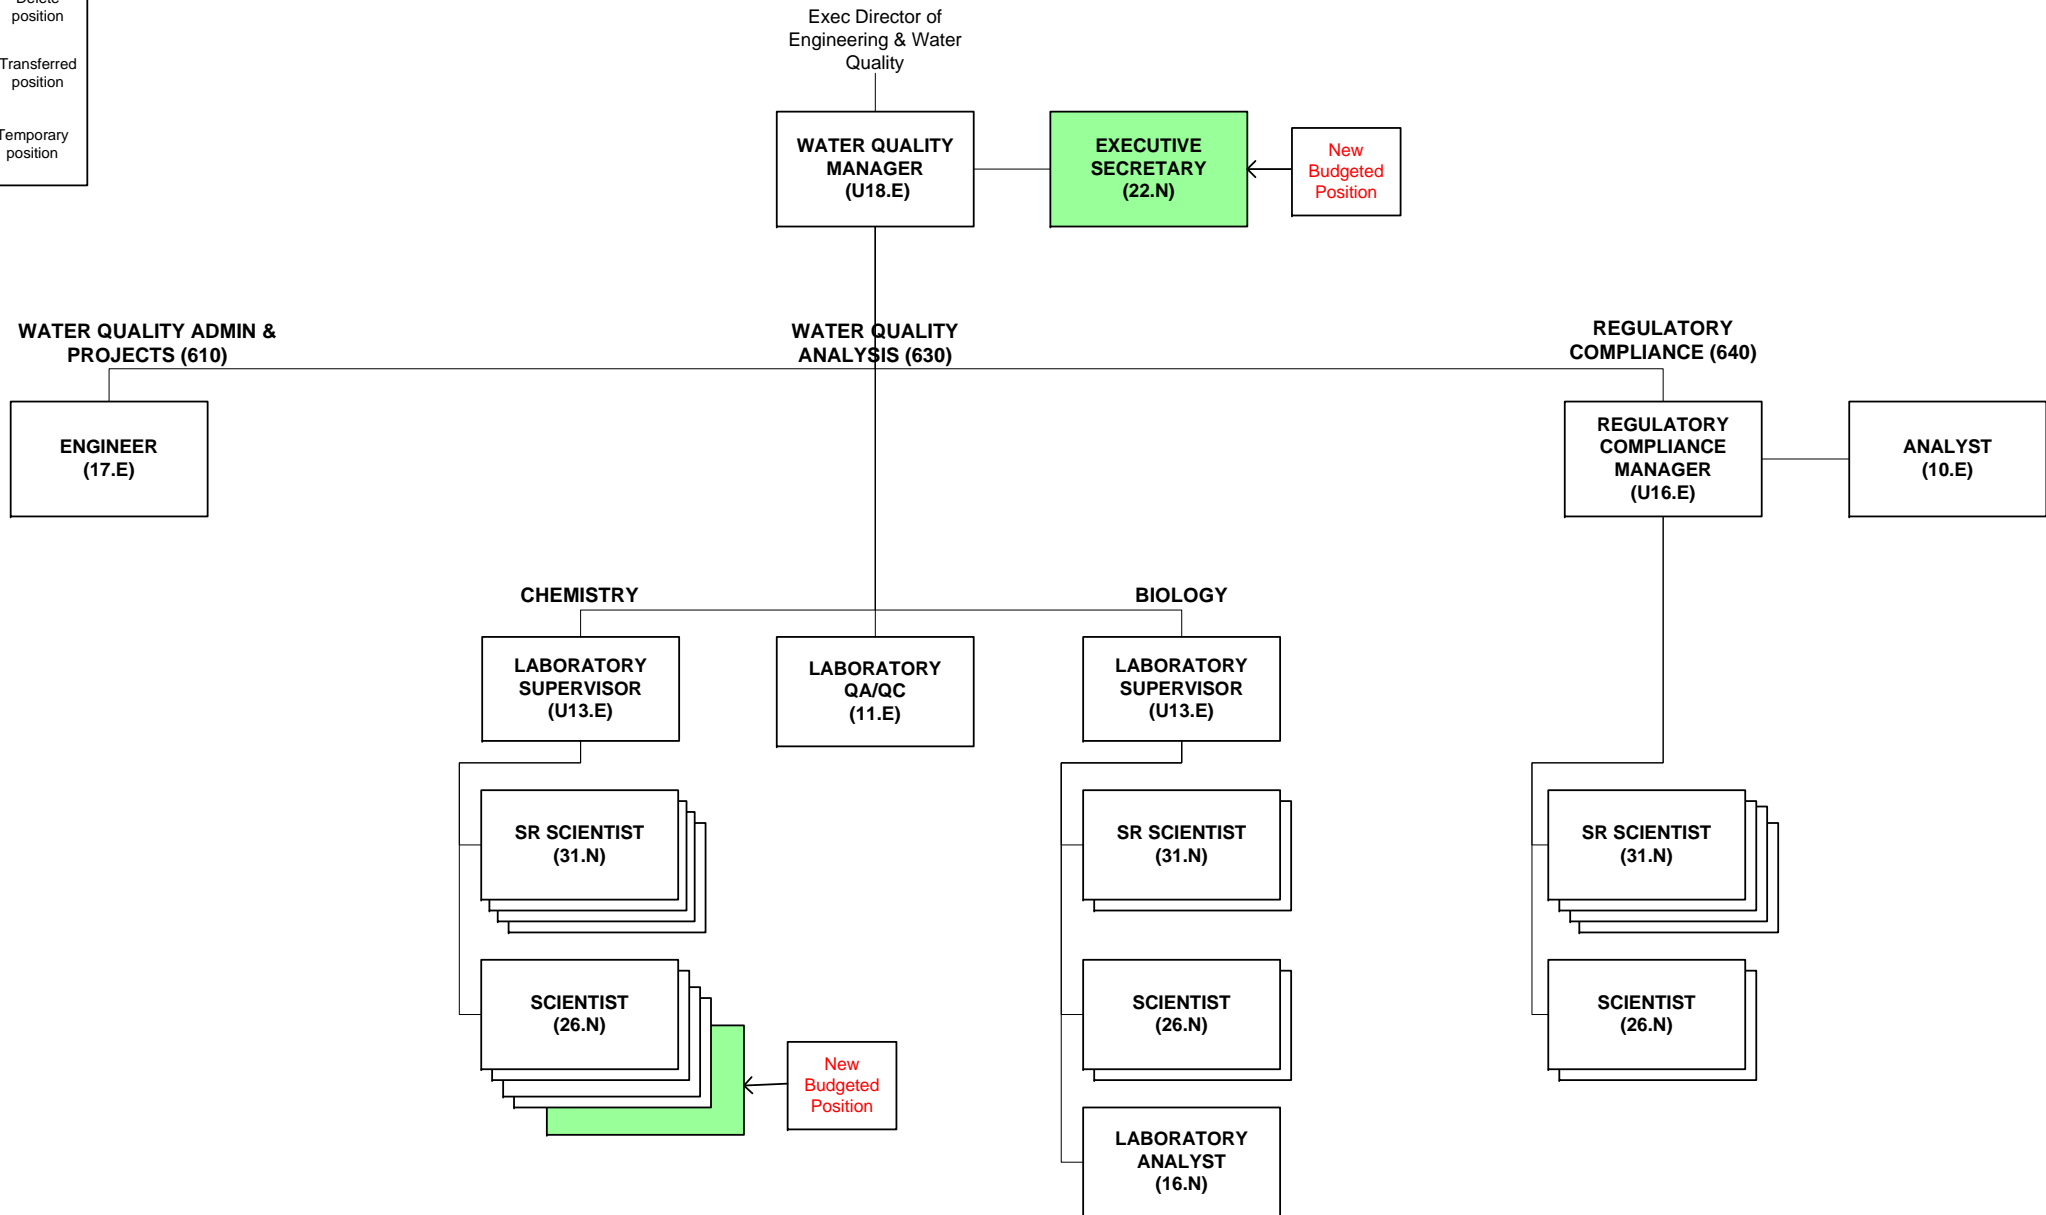 Delete
position
Transferred
position
Temporary
position
Exec Director of
Engineering & Water
Quality
WATER QUALITY
MANAGER
(U18.E)
EXECUTIVE
SECRETARY
(22.N)
New
Budgeted
Position
WATER QUALITY ADMIN &
PROJECTS (610)
WATER QUALITY
ANALYSIS (630)
REGULATORY
COMPLIANCE (640)
ENGINEER
(17.E)
REGULATORY
COMPLIANCE
MANAGER
(U16.E)
ANALYST
(10.E)
CHEMISTRY
BIOLOGY
LABORATORY
SUPERVISOR
(U13.E)
LABORATORY
QA/QC
(11.E)
LABORATORY
SUPERVISOR
(U13.E)
SR SCIENTIST
(31.N)
SR SCIENTIST
(31.N)
SR SCIENTIST
(31.N)
SCIENTIST
(26.N)
New
Budgeted
Position
SCIENTIST
(26.N)
SCIENTIST
(26.N)
LABORATORY
ANALYST
(16.N)